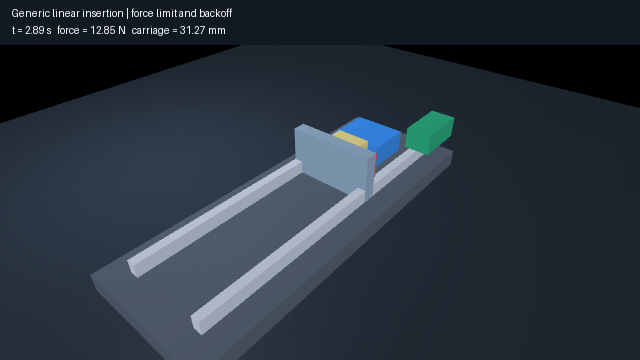 Generic linear insertion | force limit and backoff
t = 2.89 s  force = 12.85 N  carriage = 31.27 mm